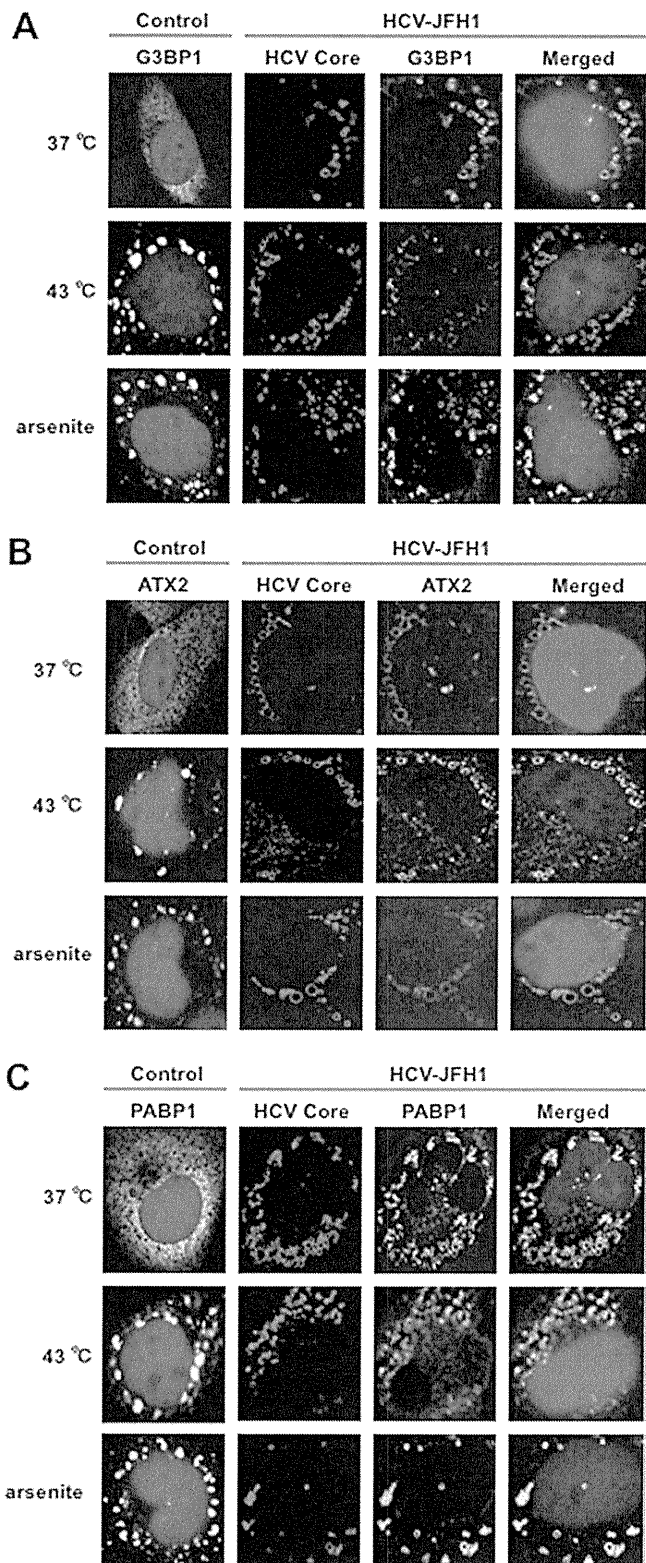 A
Control HCV-JFH1
G3BP1 HCV Core G3BP1 Merged
37 °C
43 °C
arsenite
B
Control HCV-JFH1
ATX2 HCV Core ATX2 Merged
37 °C
43 °C
arsenite
C
Control HCV-JFH1
PABP1 HCV Core PABP1 Merged
37 °C
43 °C
arsenite